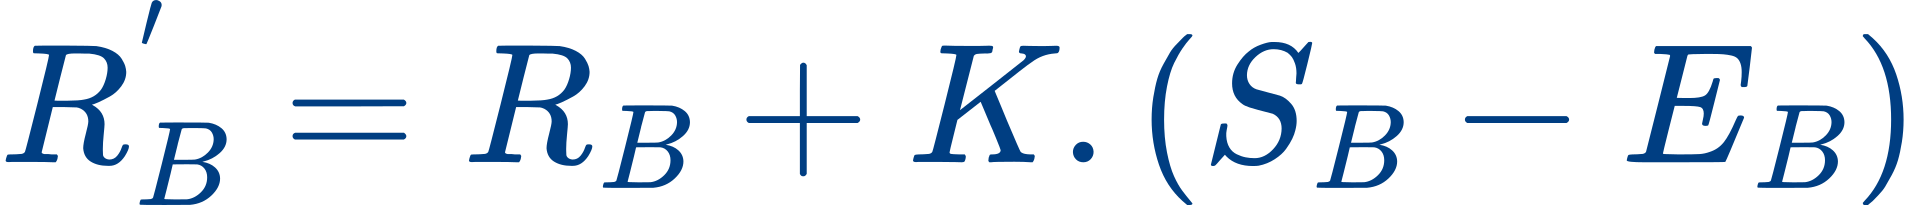 R'_B = R_B + K.(S_B − E_B)